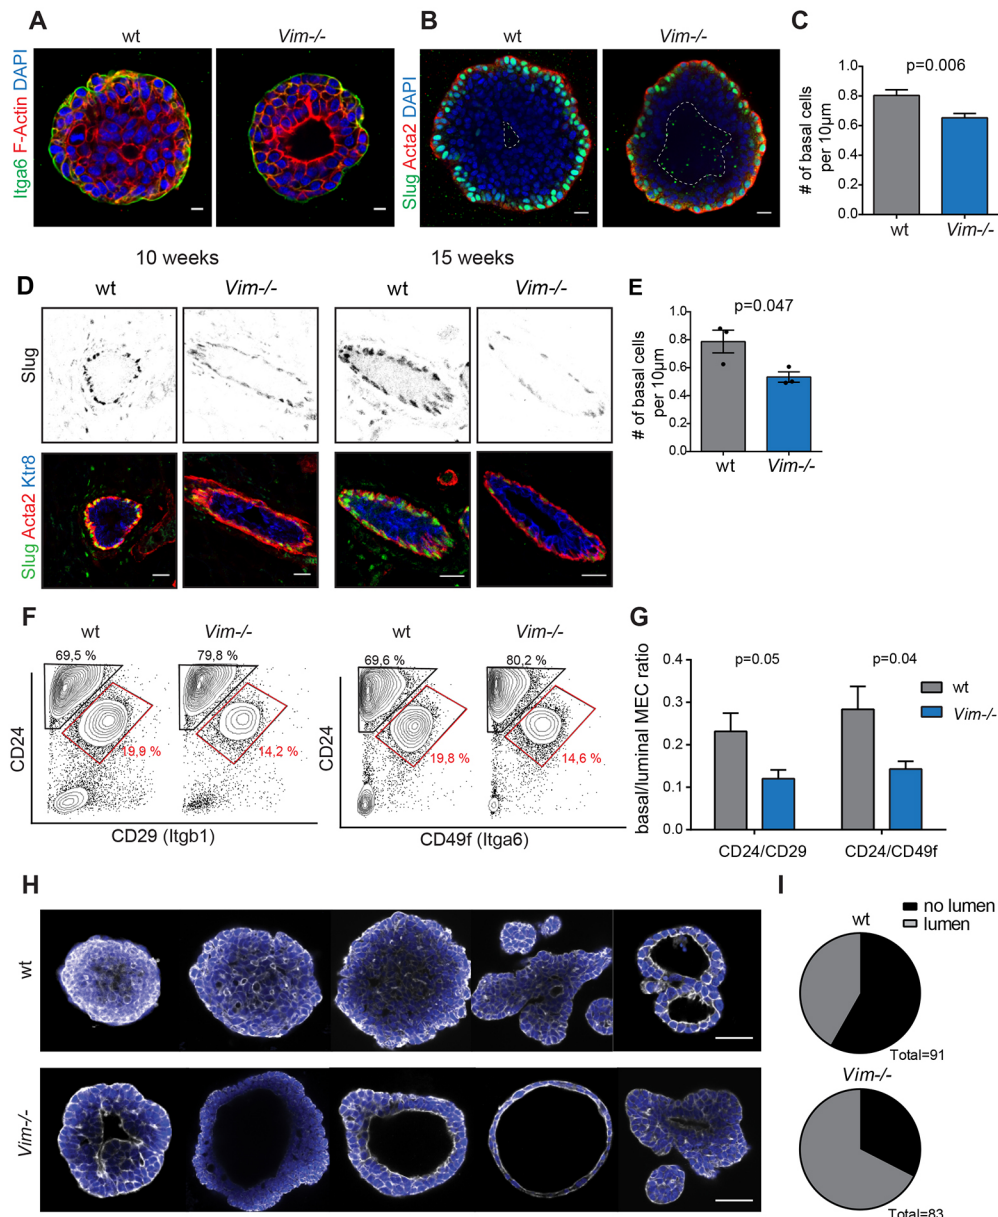 A
wt
Vim-/-
Itga6 F-Actin DAPI
B
wt
Vim-/-
Slug Acta2 DAPI
C
p=0.006
# of basal cells
per 10µm
1.0
0.8
0.6
0.4
0.2
0.0
wt
Vim-/-
10 weeks
15 weeks
D
wt
Vim-/-
wt
Vim-/-
Slug
Slug Acta2 Ktr8
E
p=0.047
# of basal cells
per 10µm
1.0
0.8
0.6
0.4
0.2
0.0
wt
Vim-/-
F
wt
Vim-/-
69,5 %
79,8 %
19,9 %
14,2 %
CD24
CD29 (Itgb1)
wt
Vim-/-
69,6 %
80,2 %
19,8 %
14,6 %
CD24
CD49f (Itga6)
G
basal/luminal MEC ratio
0.4
0.3
0.2
0.1
0.0
p=0.05
p=0.04
wt
Vim-/-
CD24/CD29
CD24/CD49f
H
wt
Vim-/-
I
no lumen
lumen
wt
Total=91
Vim-/-
Total=83